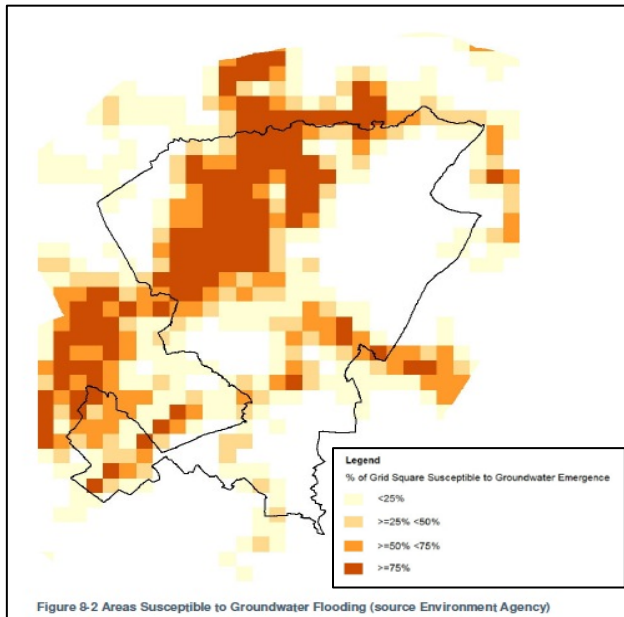 Legend
% of Grid Square Susceptible to Groundwater Emergence
<25%
>=25% <50%
>=50% <75%
>=75%
Figure 8-2 Areas Susceptible to Groundwater Flooding (source Environment Agency)